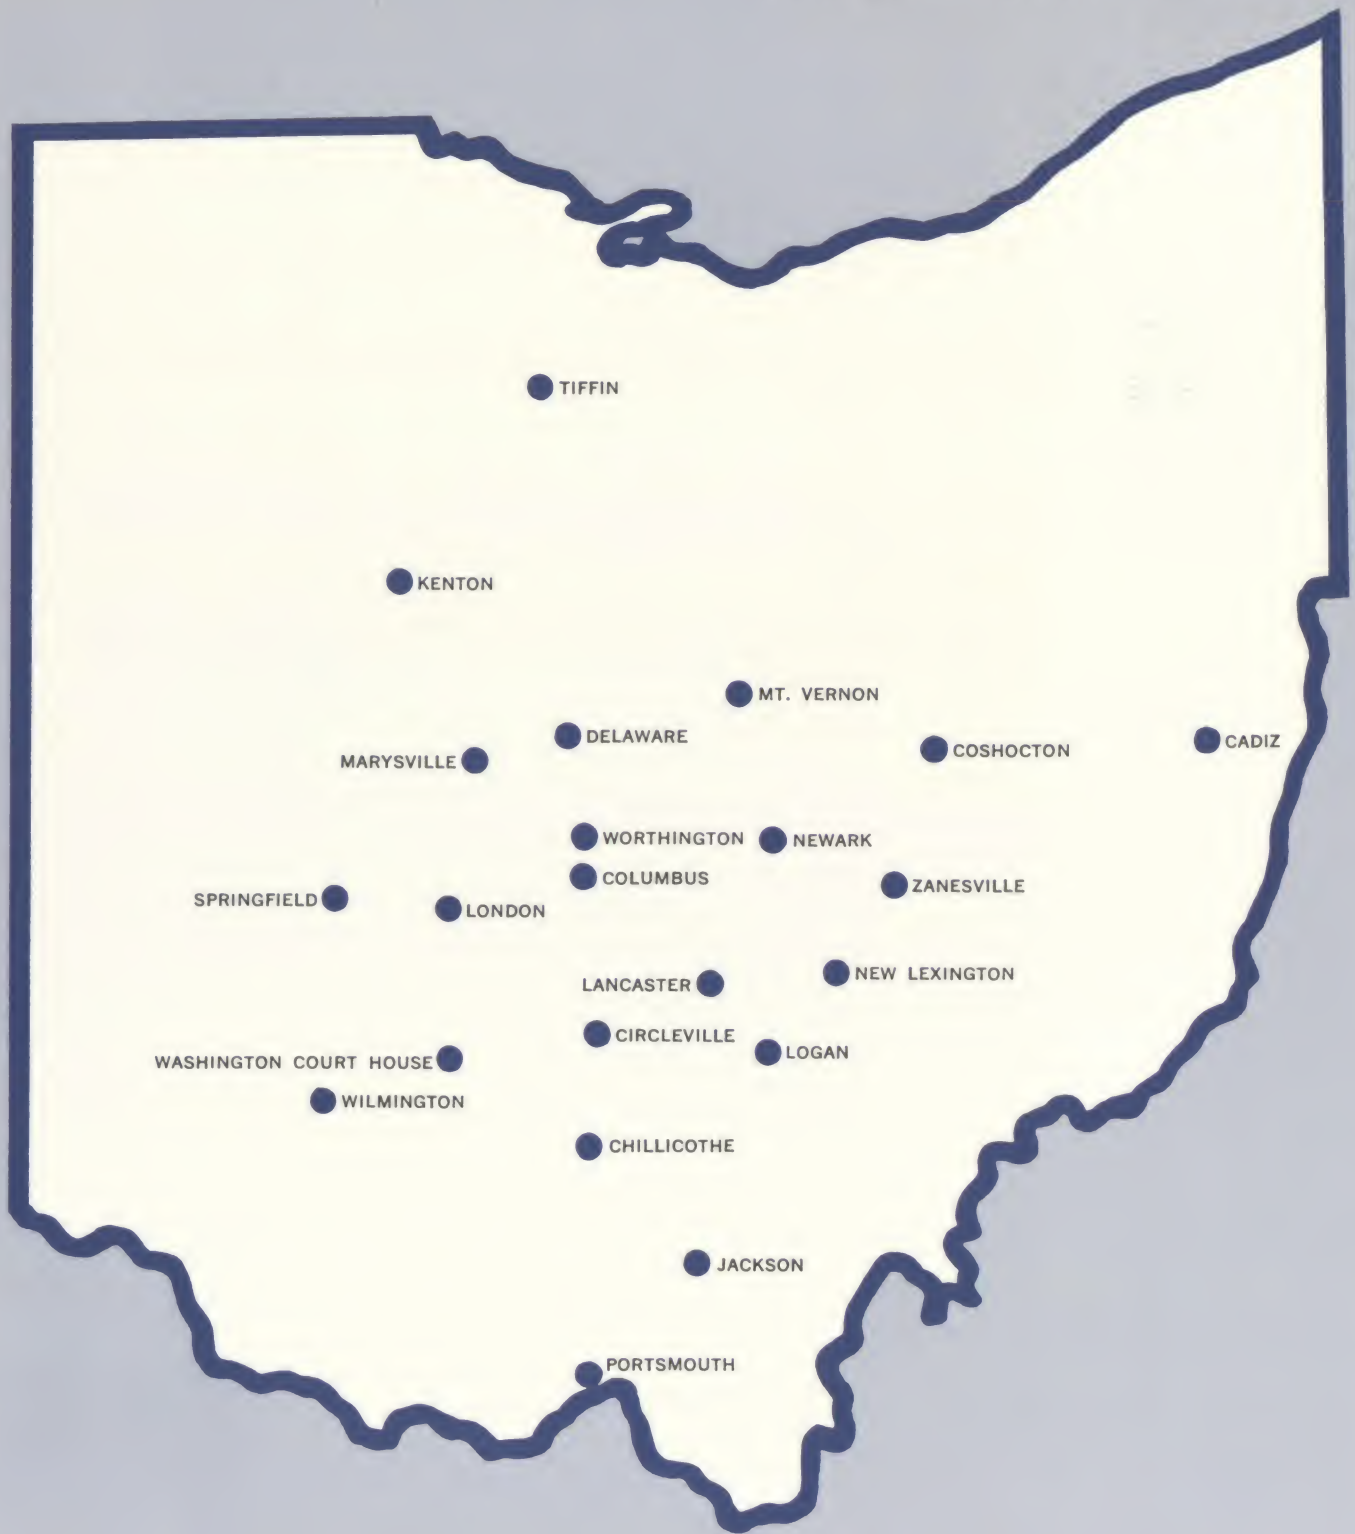 TIFFIN
KENTON
MT. VERNON
DELAWARE
COSHOCTON
CADIZ
MARYSVILLE
WORTHINGTON
NEWARK
COLUMBUS
ZANESVILLE
SPRINGFIELD
LONDON
NEW LEXINGTON
LANCASTER
CIRCLEVILLE
LOGAN
WASHINGTON COURT HOUSE
WILMINGTON
CHILLICOTHE
JACKSON
PORTSMOUTH